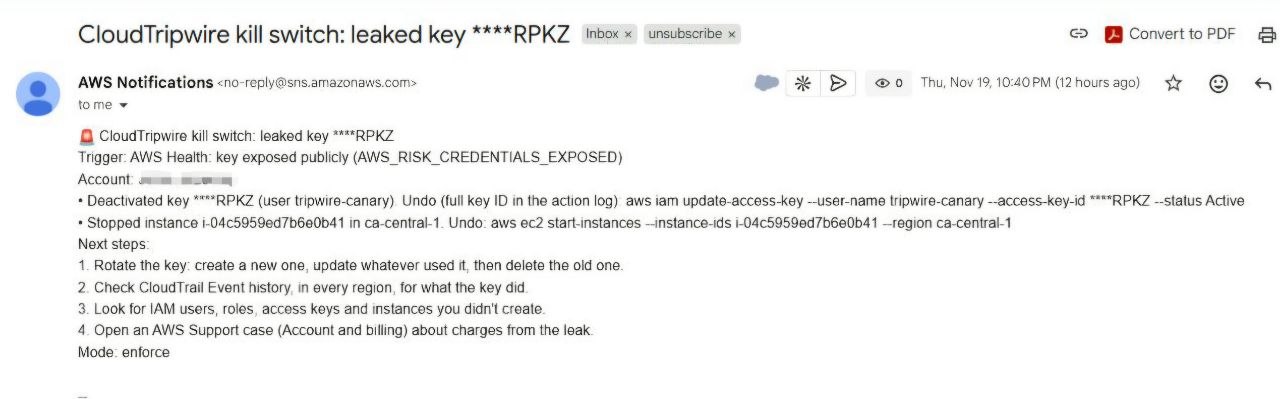 CloudTripwire kill switch: leaked key ****RPKZ Inbox × unsubscribe × Convert to PDF
AWS Notifications <no-reply@sns.amazonaws.com> 0 Thu, Nov 19, 10:40 PM (12 hours ago)
to me
🚨 CloudTripwire kill switch: leaked key ****RPKZ
Trigger: AWS Health: key exposed publicly (AWS_RISK_CREDENTIALS_EXPOSED)
Account:
• Deactivated key ****RPKZ (user tripwire-canary). Undo (full key ID in the action log): aws iam update-access-key --user-name tripwire-canary --access-key-id ****RPKZ --status Active
• Stopped instance i-04c5959ed7b6e0b41 in ca-central-1. Undo: aws ec2 start-instances --instance-ids i-04c5959ed7b6e0b41 --region ca-central-1
Next steps:
1. Rotate the key: create a new one, update whatever used it, then delete the old one.
2. Check CloudTrail Event history, in every region, for what the key did.
3. Look for IAM users, roles, access keys and instances you didn't create.
4. Open an AWS Support case (Account and billing) about charges from the leak.
Mode: enforce
--